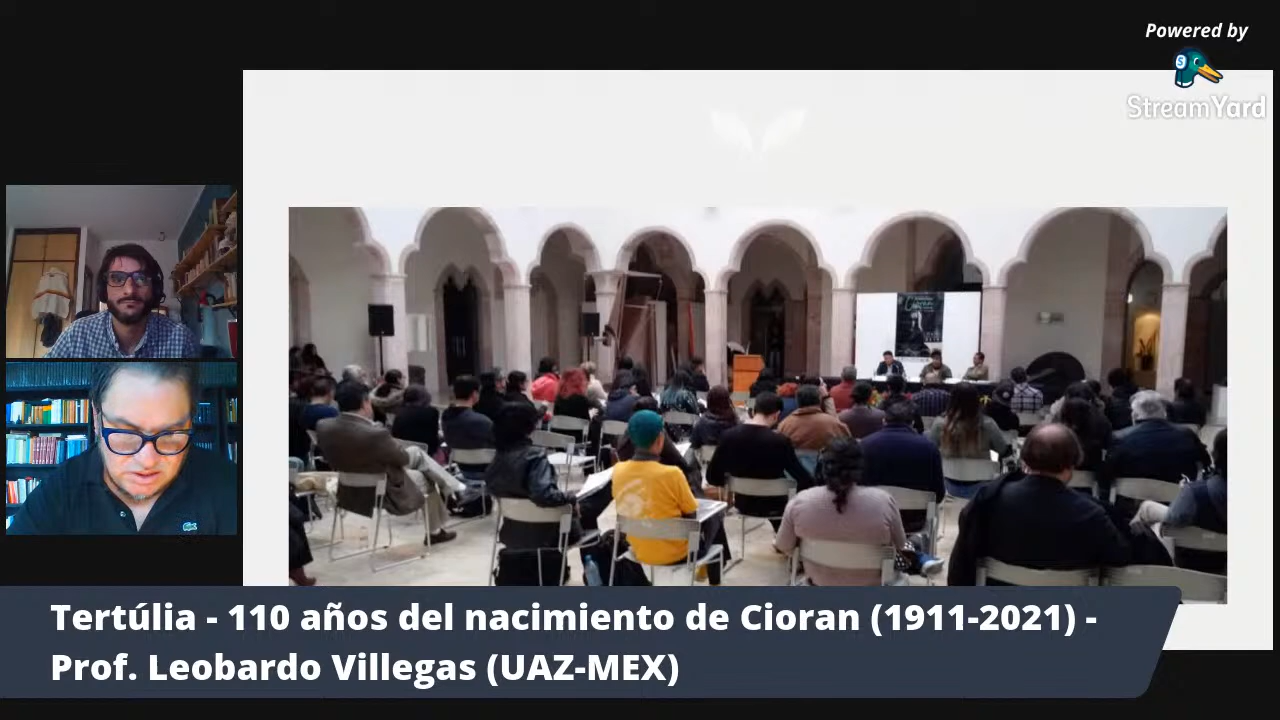 Powered by
StreamYard
Tertúlia - 110 años del nacimiento de Cioran (1911-2021) -
Prof. Leobardo Villegas (UAZ-MEX)